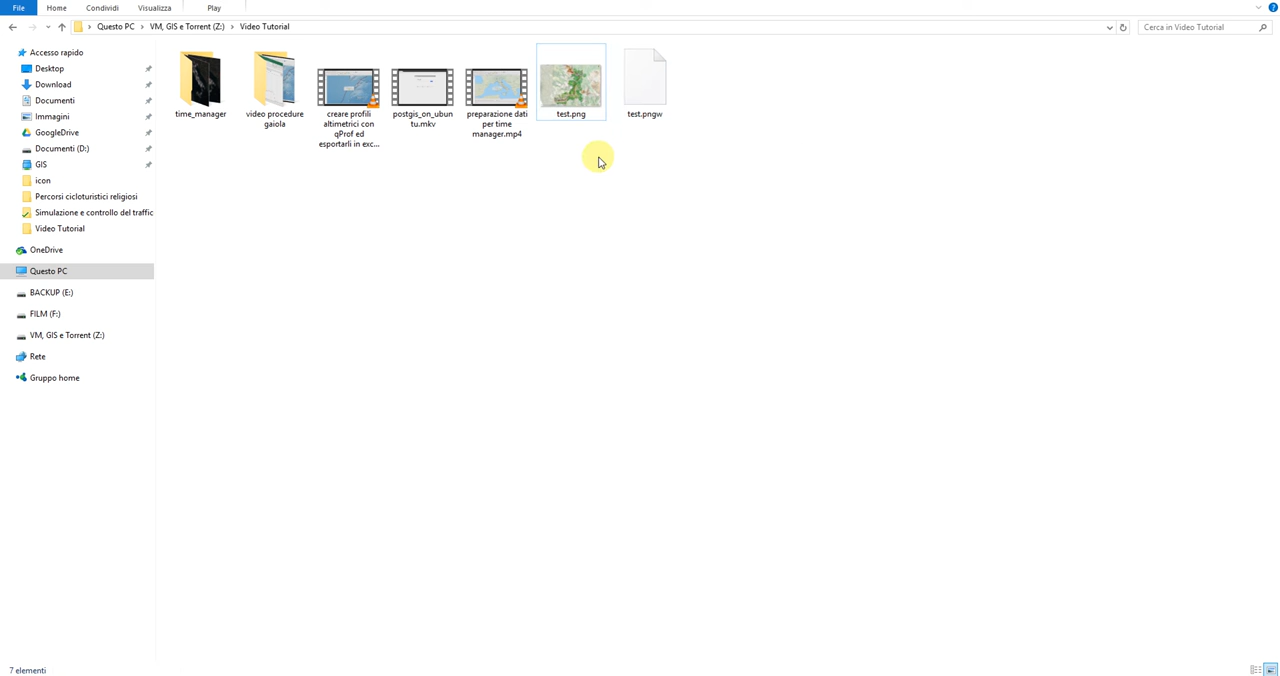 File Home Condividi Visualizza Play
Questo PC > VM, GIS e Torrent (Z:) > Video Tutorial
Cerca in Video Tutorial
Accesso rapido
Desktop
Download
Documenti
Immagini
GoogleDrive
Documenti (D:)
GIS
icon
Percorsi cicloturistici religiosi
Simulazione e controllo del traffic
Video Tutorial
OneDrive
Questo PC
BACKUP (E:)
FILM (F:)
VM, GIS e Torrent (Z:)
Rete
Gruppo home
time_manager
video procedure
gaiola
creare profili
altimetrici con
qProf ed
esportarli in exc...
postgis_on_ubun
tu.mkv
preparazione dati
per time
manager.mp4
test.png
test.pngw
7 elementi